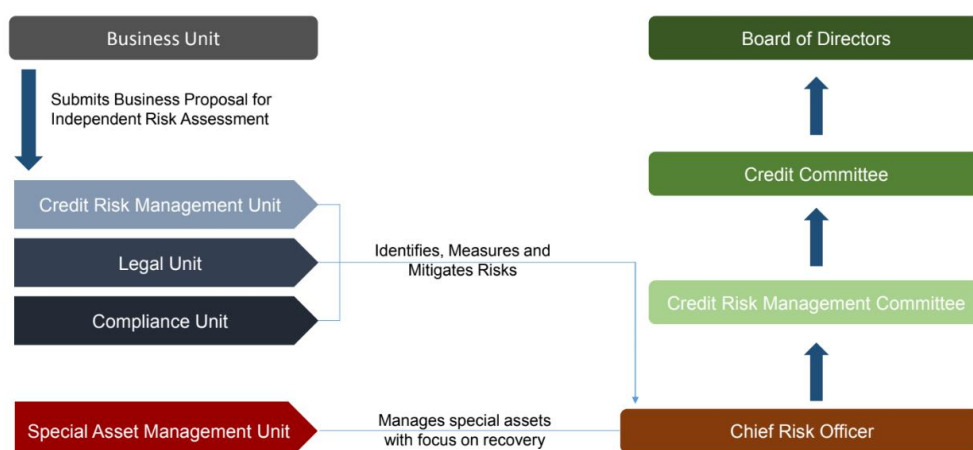 Business Unit
Board of Directors
Submits Business Proposal for
Independent Risk Assessment
Credit Committee
Credit Risk Management Unit
Legal Unit
Identifies, Measures and
Mitigates Risks
Compliance Unit
Credit Risk Management Committee
Special Asset Management Unit
Manages special assets
with focus on recovery
Chief Risk Officer